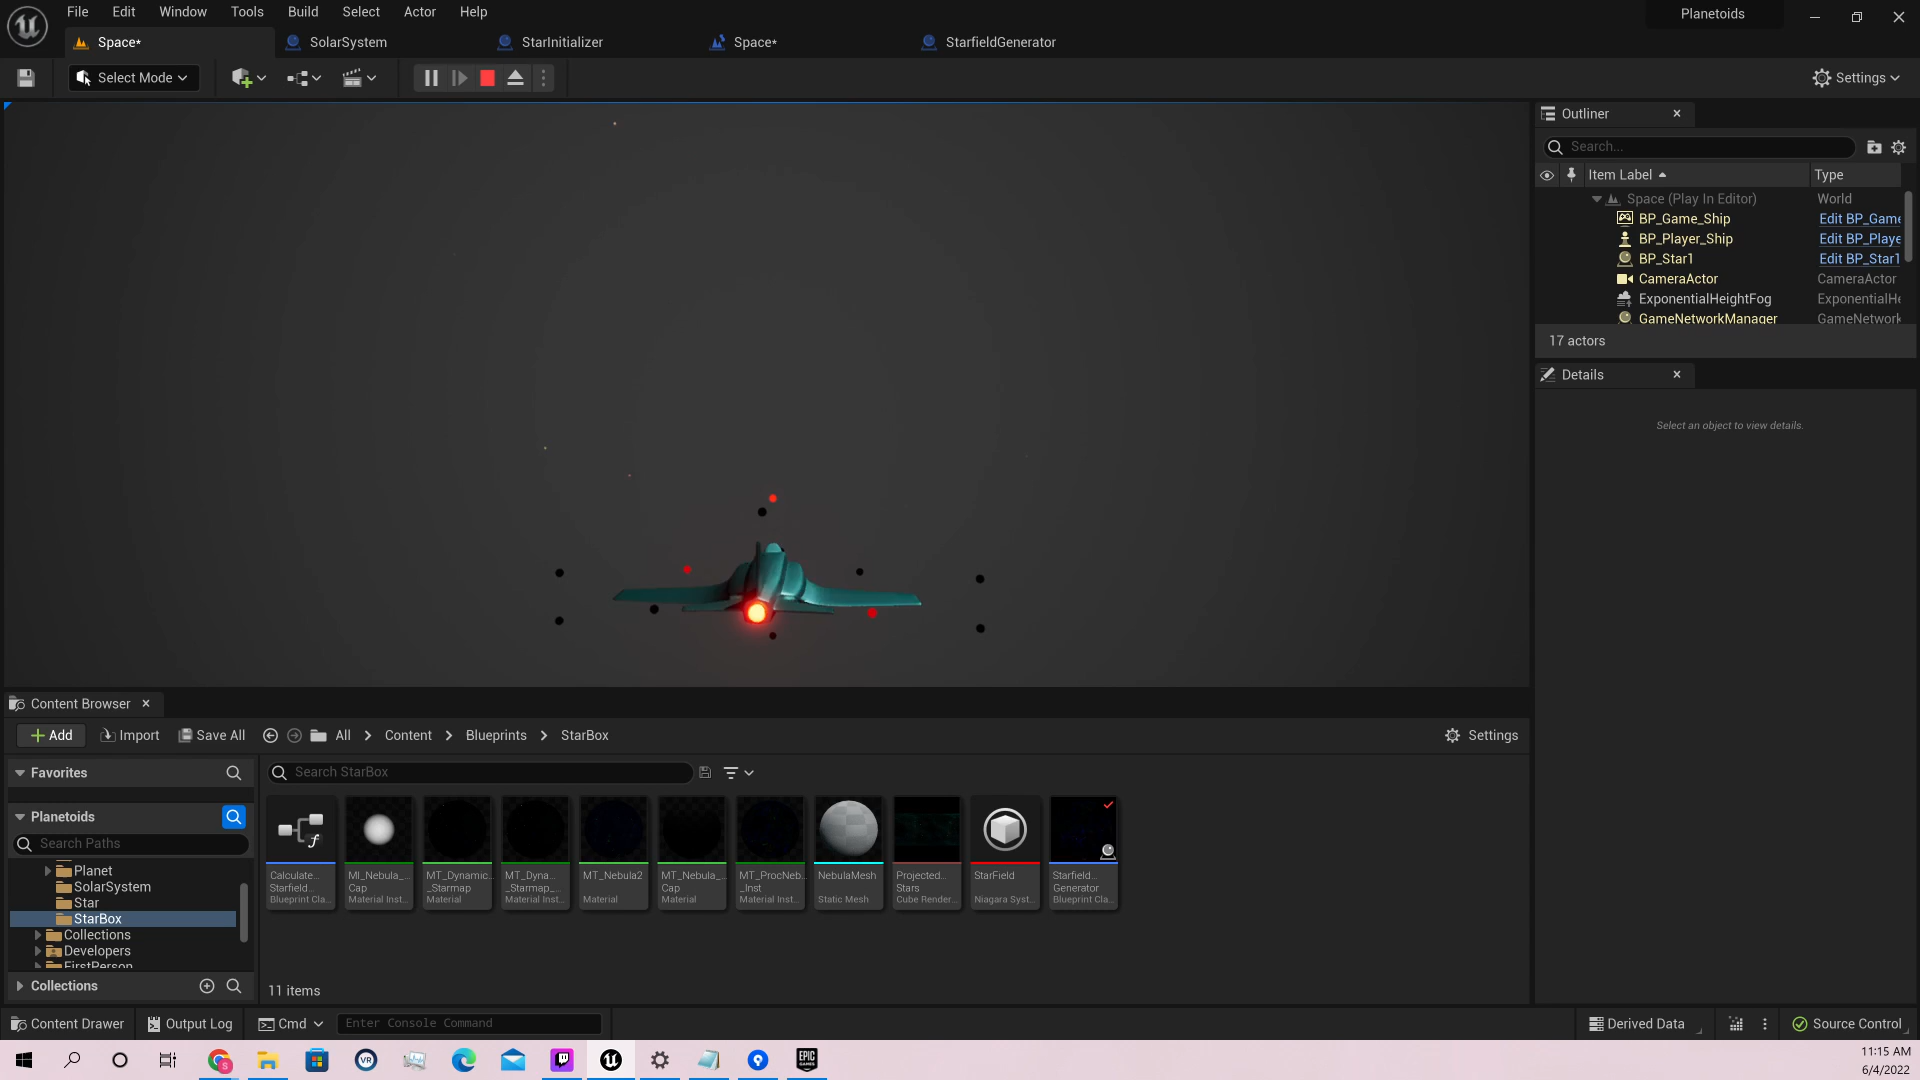 File Edit Window Tools Build Select Actor Help
Planetoids
Space*
SolarSystem
StarInitializer
Space*
StarfieldGenerator
Select Mode
Settings
Outliner
Search...
Item Label
Type
Space (Play In Editor)
World
BP_Game_Ship
Edit BP_Game
BP_Player_Ship
Edit BP_Playe
BP_Star1
Edit BP_Star1
CameraActor
CameraActor
ExponentialHeightFog
ExponentialHe
GameNetworkManager
GameNetwork
17 actors
Details
Select an object to view details.
Content Browser
Add
Import
Save All
All
Content
Blueprints
StarBox
Settings
Favorites
Search StarBox
Planetoids
Search Paths
Planet
SolarSystem
Star
StarBox
Collections
Developers
FirstPerson
Collections
Calculate...
Starfield...
Blueprint Cla...
MI_Nebula_...
Cap
Material Inst...
MT_Dynamic...
_Starmap
Material
MT_Dyna...
_Starmap_...
Material Inst...
MT_Nebula2
Material
MT_Nebula_...
Cap
Material
MT_ProcNeb...
_Inst
Material Inst...
NebulaMesh
Static Mesh
Projected...
Stars
Cube Render...
StarField
Niagara Syst...
Starfield...
Generator
Blueprint Cla...
11 items
Content Drawer
Output Log
Cmd
Enter Console Command
Derived Data
Source Control
VR
S
EPIC
GAMES
11:15 AM
6/4/2022